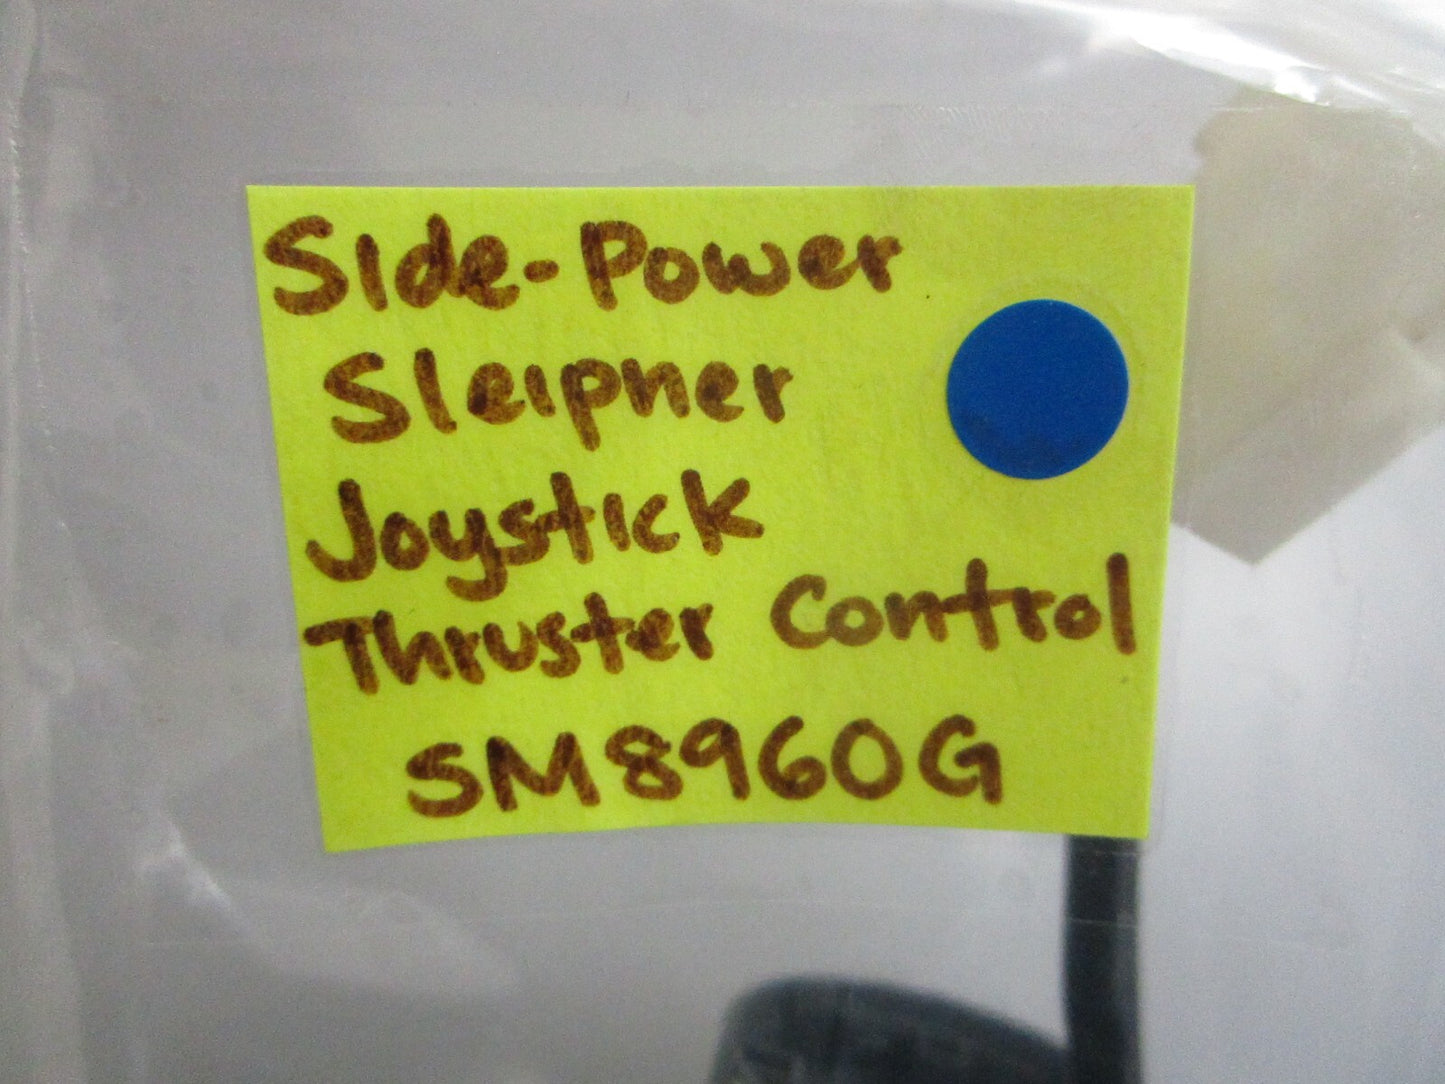 Side-Power
Sleipner
Joystick
Thruster Control
SM8960G